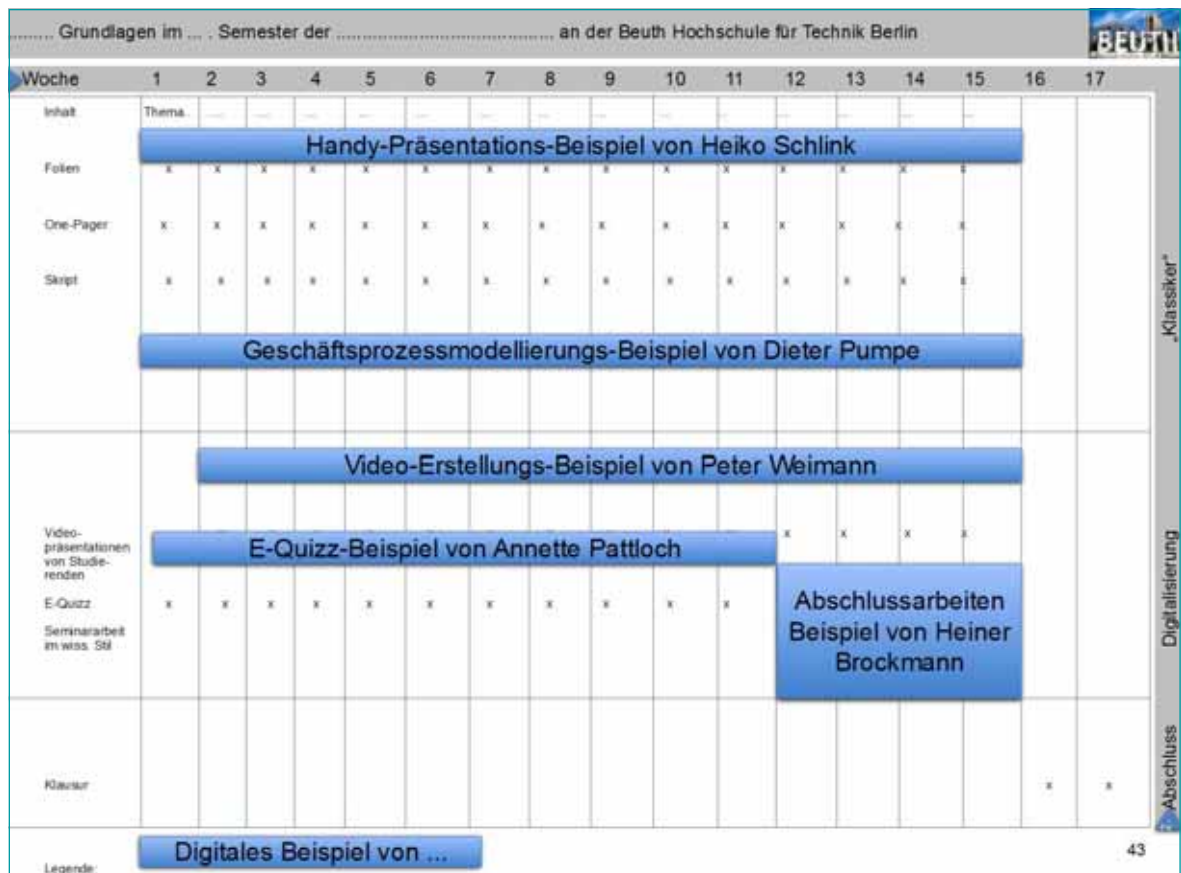 ......... Grundlagen im ... . Semester der ........................................... an der Beuth Hochschule für Technik Berlin
BEUTH
Woche 1 2 3 4 5 6 7 8 9 10 11 12 13 14 15 16 17
Inhalt Thema.. ..... ..... .... .... .... .... .... .... .... .... .... .... .... ....
Handy-Präsentations-Beispiel von Heiko Schlink
Folien x x x x x x x x x x x x x x x
One-Pager x x x x x x x x x x x x x x x
Skript x x x x x x x x x x x x x x x
Geschäftsprozessmodellierungs-Beispiel von Dieter Pumpe
„Klassiker"
Video-Erstellungs-Beispiel von Peter Weimann
Video-
präsentationen
von Studie-
renden
x x x x
E-Quizz-Beispiel von Annette Pattloch
E-Quizz x x x x x x x x x x x
Seminararbeit
im wiss. Stil
Abschlussarbeiten
Beispiel von Heiner
Brockmann
Digitalisierung
Klausur x x
Abschluss
Digitales Beispiel von ...
Legende:
43